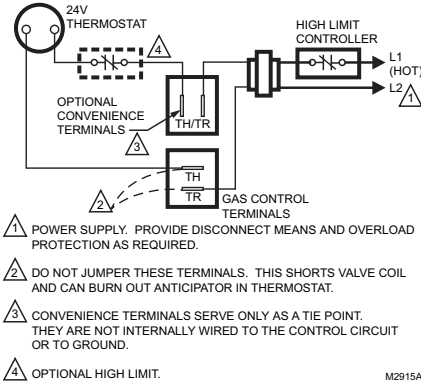 24V
THERMOSTAT
4
HIGH LIMIT
CONTROLLER
L1
(HOT)
L2
1
OPTIONAL
CONVENIENCE
TERMINALS
3
TH/TR
TH
TR
2
GAS CONTROL
TERMINALS
1 POWER SUPPLY. PROVIDE DISCONNECT MEANS AND OVERLOAD
PROTECTION AS REQUIRED.
2 DO NOT JUMPER THESE TERMINALS. THIS SHORTS VALVE COIL
AND CAN BURN OUT ANTICIPATOR IN THERMOSTAT.
3 CONVENIENCE TERMINALS SERVE ONLY AS A TIE POINT.
THEY ARE NOT INTERNALLY WIRED TO THE CONTROL CIRCUIT
OR TO GROUND.
4 OPTIONAL HIGH LIMIT.
M2915A